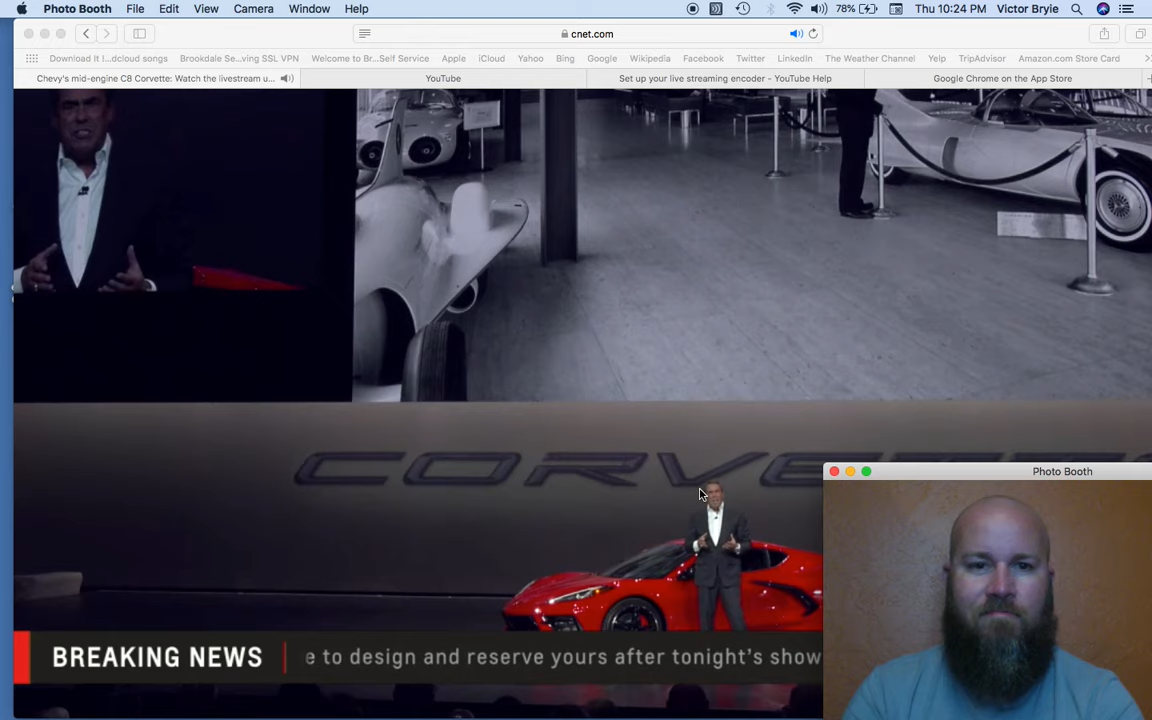 Photo Booth File Edit View Camera Window Help 78% Thu 10:24 PM Victor Bryie
cnet.com
Download It !...dcloud songs Brookdale Se...ving SSL VPN Welcome to Br...Self Service Apple iCloud Yahoo Bing Google Wikipedia Facebook Twitter LinkedIn The Weather Channel Yelp TripAdvisor Amazon.com Store Card
Chevy's mid-engine C8 Corvette: Watch the livestream u... YouTube Set up your live streaming encoder - YouTube Help Google Chrome on the App Store
CORVE
Photo Booth
BREAKING NEWS e to design and reserve yours after tonight's show